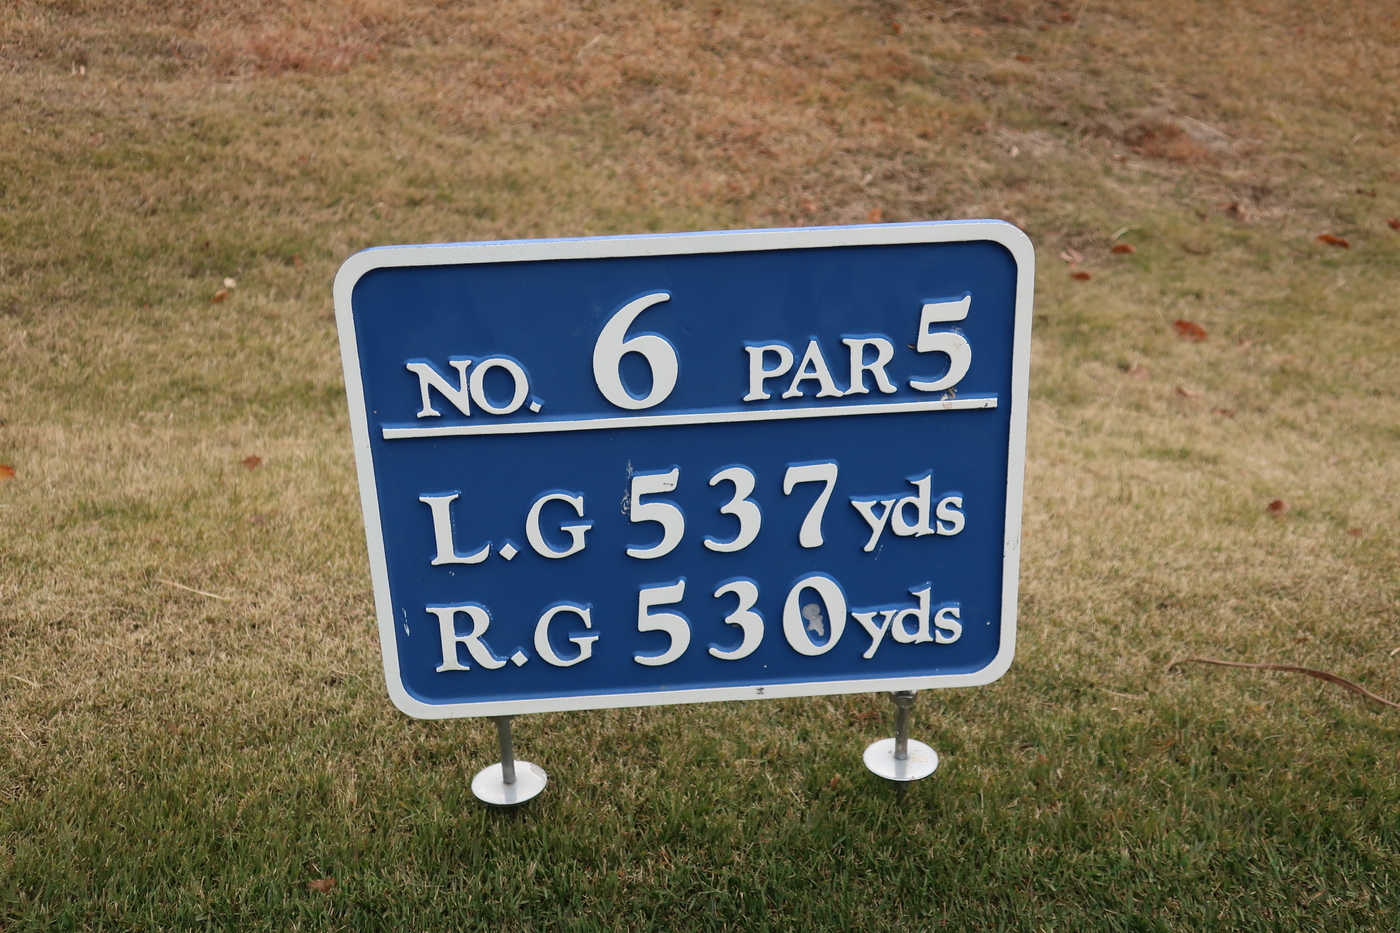 NO. 6 PAR 5
L.G 537 yds
R.G 530 yds